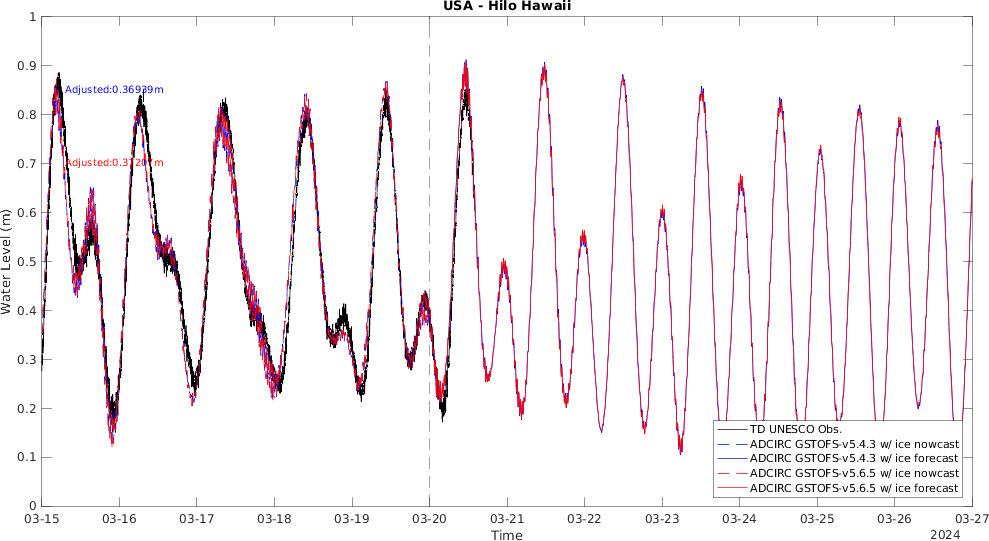 USA - Hilo Hawaii
1
0.9
0.8
0.7
0.6
0.5
0.4
0.3
0.2
0.1
0
Water Level (m)
Adjusted:0.36939m
03-15
03-16
03-17
03-18
03-19
03-20
03-21
03-22
03-23
03-24
03-25
03-26
03-27
Time
2024
TD UNESCO Obs.
ADCIRC GSTOFS-v5.4.3 w/ ice nowcast
ADCIRC GSTOFS-v5.4.3 w/ ice forecast
ADCIRC GSTOFS-v5.6.5 w/ ice nowcast
ADCIRC GSTOFS-v5.6.5 w/ ice forecast